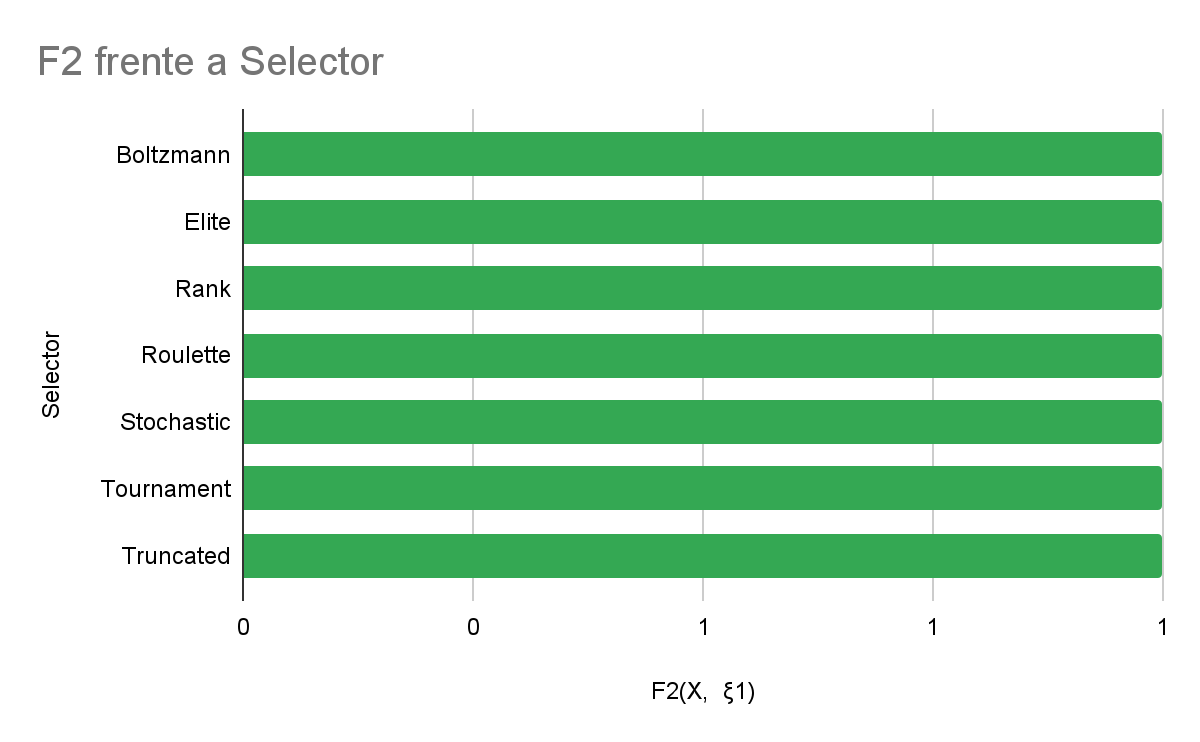 F2 frente a Selector
Selector
Boltzmann
Elite
Rank
Roulette
Stochastic
Tournament
Truncated
0 0 1 1 1
F2(X, ξ1)